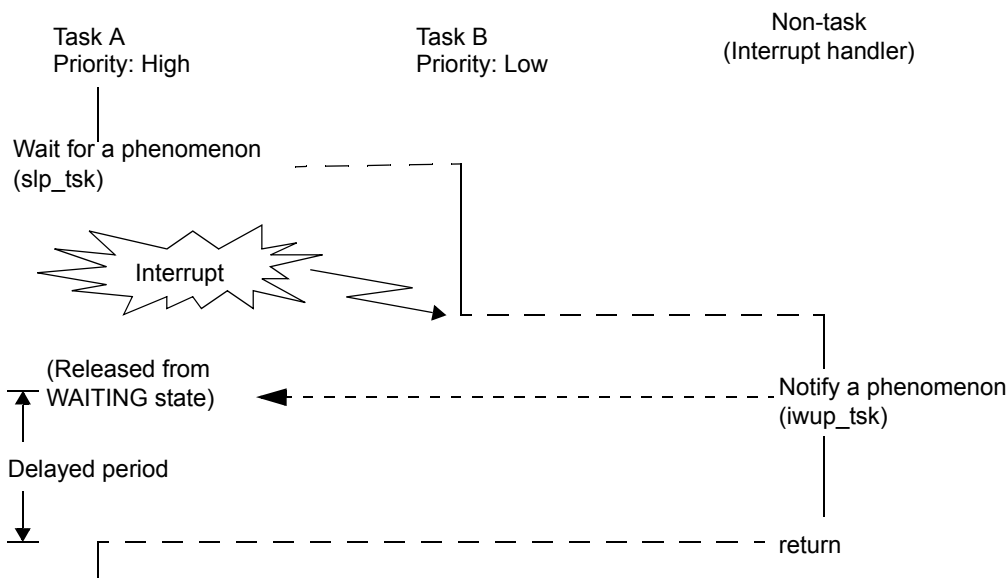 Task A
Priority: High
Task B
Priority: Low
Non-task
(Interrupt handler)
Wait for a phenomenon
(slp_tsk)
Interrupt
(Released from
WAITING state)
Notify a phenomenon
(iwup_tsk)
Delayed period
return